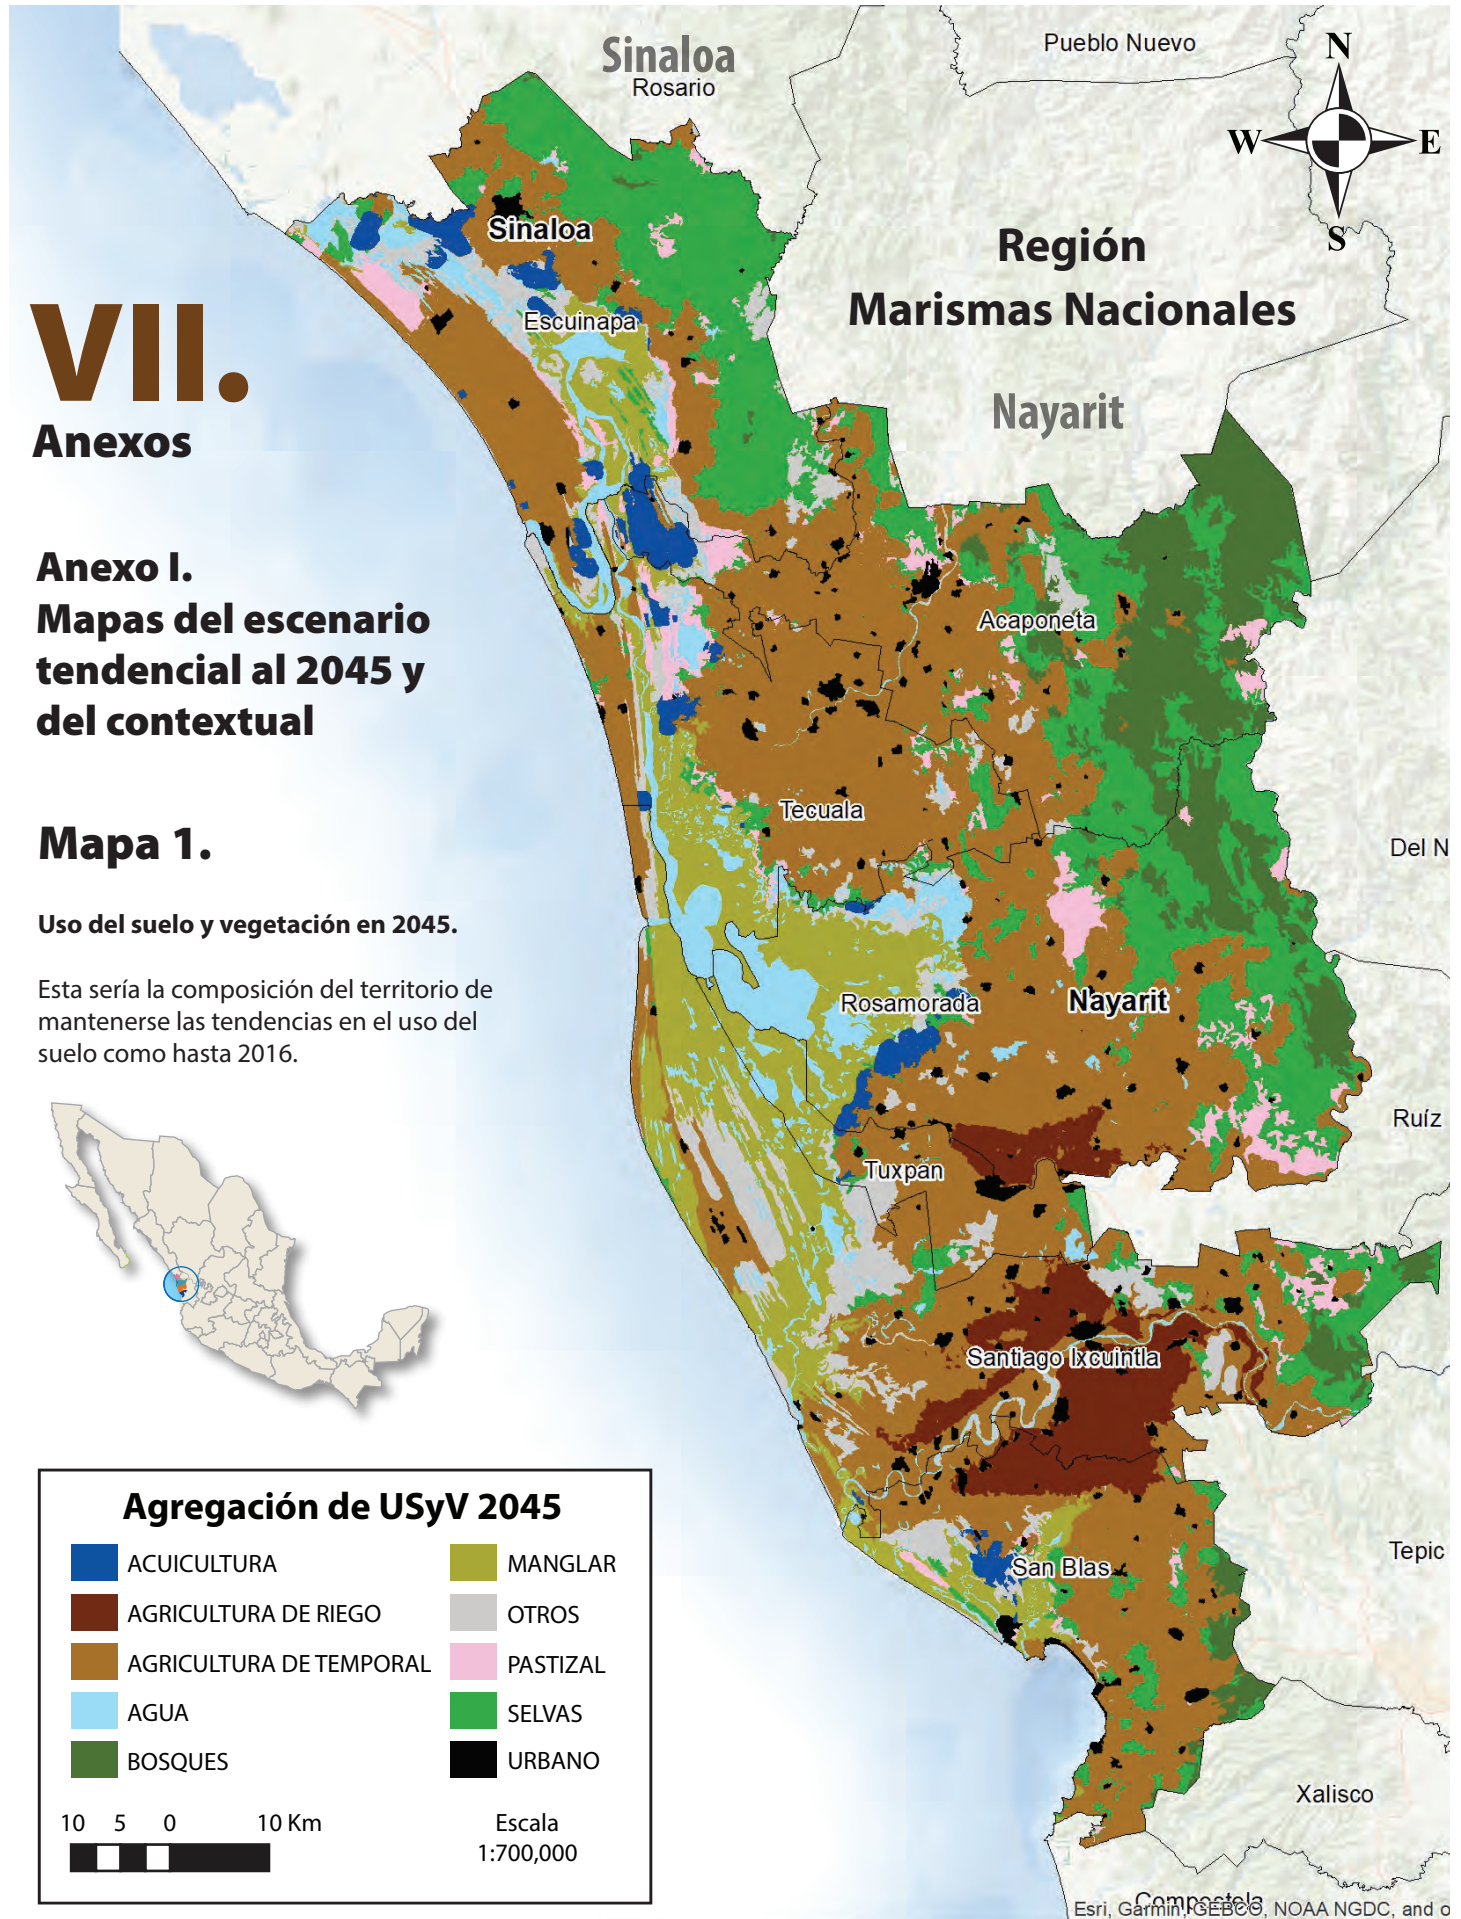 VII.
Anexos
Anexo I.
Mapas del escenario
tendencial al 2045 y
del contextual
Mapa 1.
Uso del suelo y vegetación en 2045.
Esta sería la composición del territorio de
mantenerse las tendencias en el uso del
suelo como hasta 2016.
Sinaloa
Rosario
Pueblo Nuevo
N
W
E
S
Región
Marismas Nacionales
Nayarit
Sinaloa
Escuinapa
Acaponeta
Tecuala
Del N
Rosamorada
Nayarit
Ruíz
Tuxpan
Santiago Ixcuintla
San Blas
Tepic
Xalisco
Compostela
Esri, Garmin, GEBCO, NOAA NGDC, and o
Agregación de USyV 2045
ACUICULTURA
AGRICULTURA DE RIEGO
AGRICULTURA DE TEMPORAL
AGUA
BOSQUES
MANGLAR
OTROS
PASTIZAL
SELVAS
URBANO
10 5 0 10 Km
Escala
1:700,000